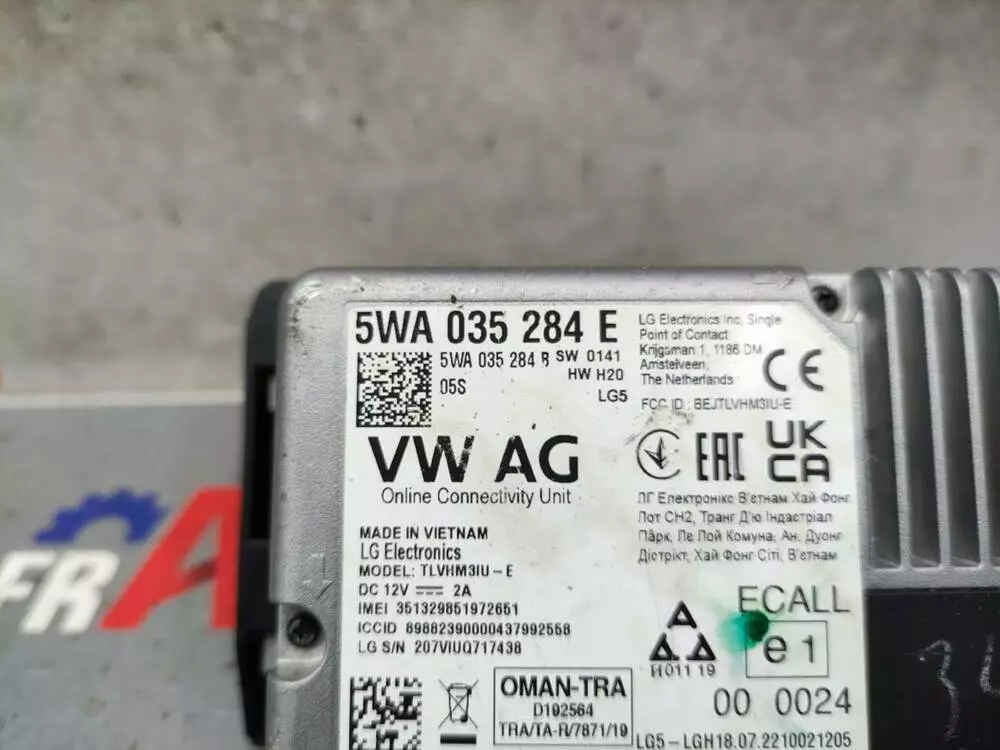 5WA 035 284 E
5WA 035 284 B SW 0141
HW H20
05S
LG5
VW AG
Online Connectivity Unit
MADE IN VIETNAM
LG Electronics
MODEL: TLVHM3IU-E
DC 12V 2A
IMEI 351329851972651
ICCID 89882390000437992558
LG S/N 207VIUQ717438
OMAN-TRA
D192564
TRA/TA-R/7871/19
LG Electronics Inc, Single
Point of Contact
Krijgsman 1, 1186 DM
Amstelveen,
The Netherlands
CE
FCC ID : BEJTLVHM3IU-E
EAC
UK
CA
ЛГ Електронікс В'єтнам Хай Фонг
Лот CH2, Транг Д'ю Індастріал
Парк, Ле Лой Комуна, Ан, Дуонг
Дістрікт, Хай Фонг Сіті, В'єтнам
ECALL
e1
И01119
00 0024
LG5-LGH18.07.2210021205
FRA